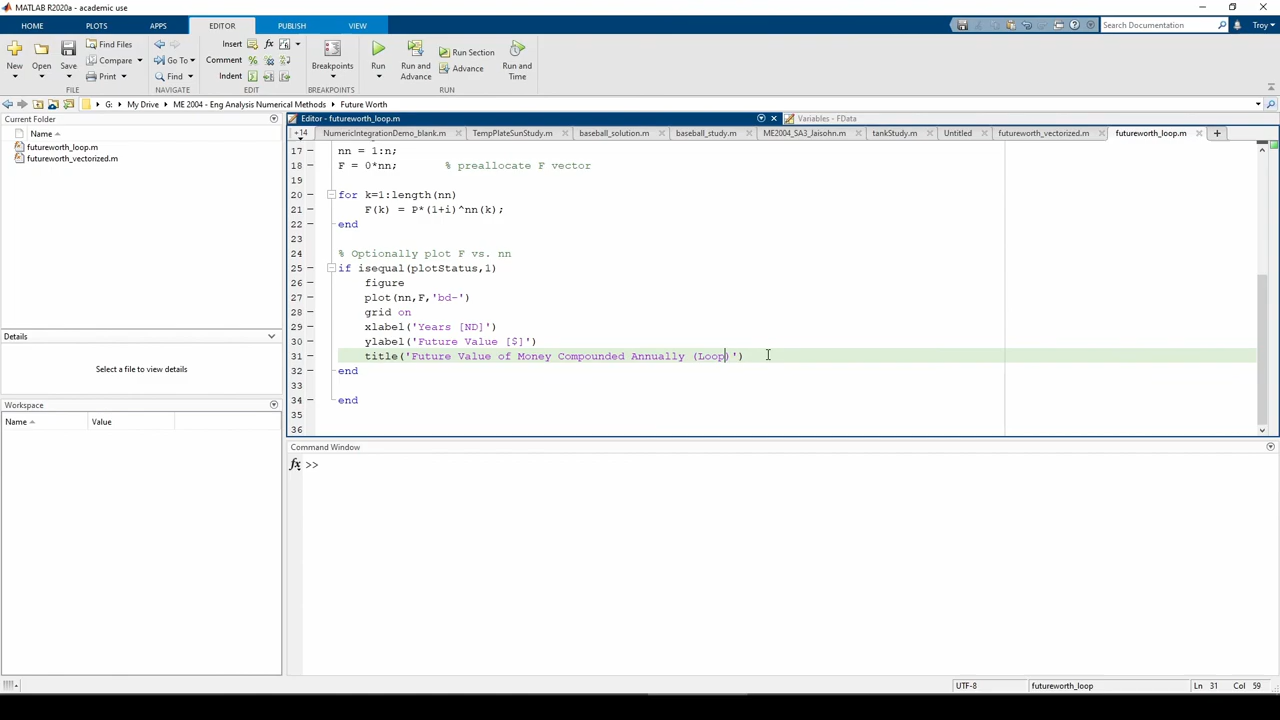 MATLAB R2020a - academic use
HOME PLOTS APPS EDITOR PUBLISH VIEW Search Documentation Troy
New Open Save Find Files Compare Print Go To Find Insert fx Comment Indent Breakpoints Run Run and Advance Run Section Advance Run and Time
FILE NAVIGATE EDIT BREAKPOINTS RUN
G: My Drive ME 2004 - Eng Analysis Numerical Methods Future Worth
Current Folder Editor - futureworth_loop.m Variables - FData
Name +14 NumericIntegrationDemo_blank.m TempPlateSunStudy.m baseball_solution.m baseball_study.m ME2004_SA3_Jaisohn.m tankStudy.m Untitled futureworth_vectorized.m futureworth_loop.m
futureworth_loop.m
futureworth_vectorized.m
17 nn = 1:n;
18 F = 0*nn; % preallocate F vector
19
20 for k=1:length(nn)
21 F(k) = P*(1+i)^nn(k);
22 end
23
24 % Optionally plot F vs. nn
25 if isequal(plotStatus,1)
26 figure
27 plot(nn,F,'bd-')
28 grid on
29 xlabel('Years [ND]')
30 ylabel('Future Value [$]')
31 title('Future Value of Money Compounded Annually (Loop)')
32 end
33
34 end
35
36
Details
Select a file to view details
Workspace
Name Value
Command Window
fx >>
UTF-8 futureworth_loop Ln 31 Col 59